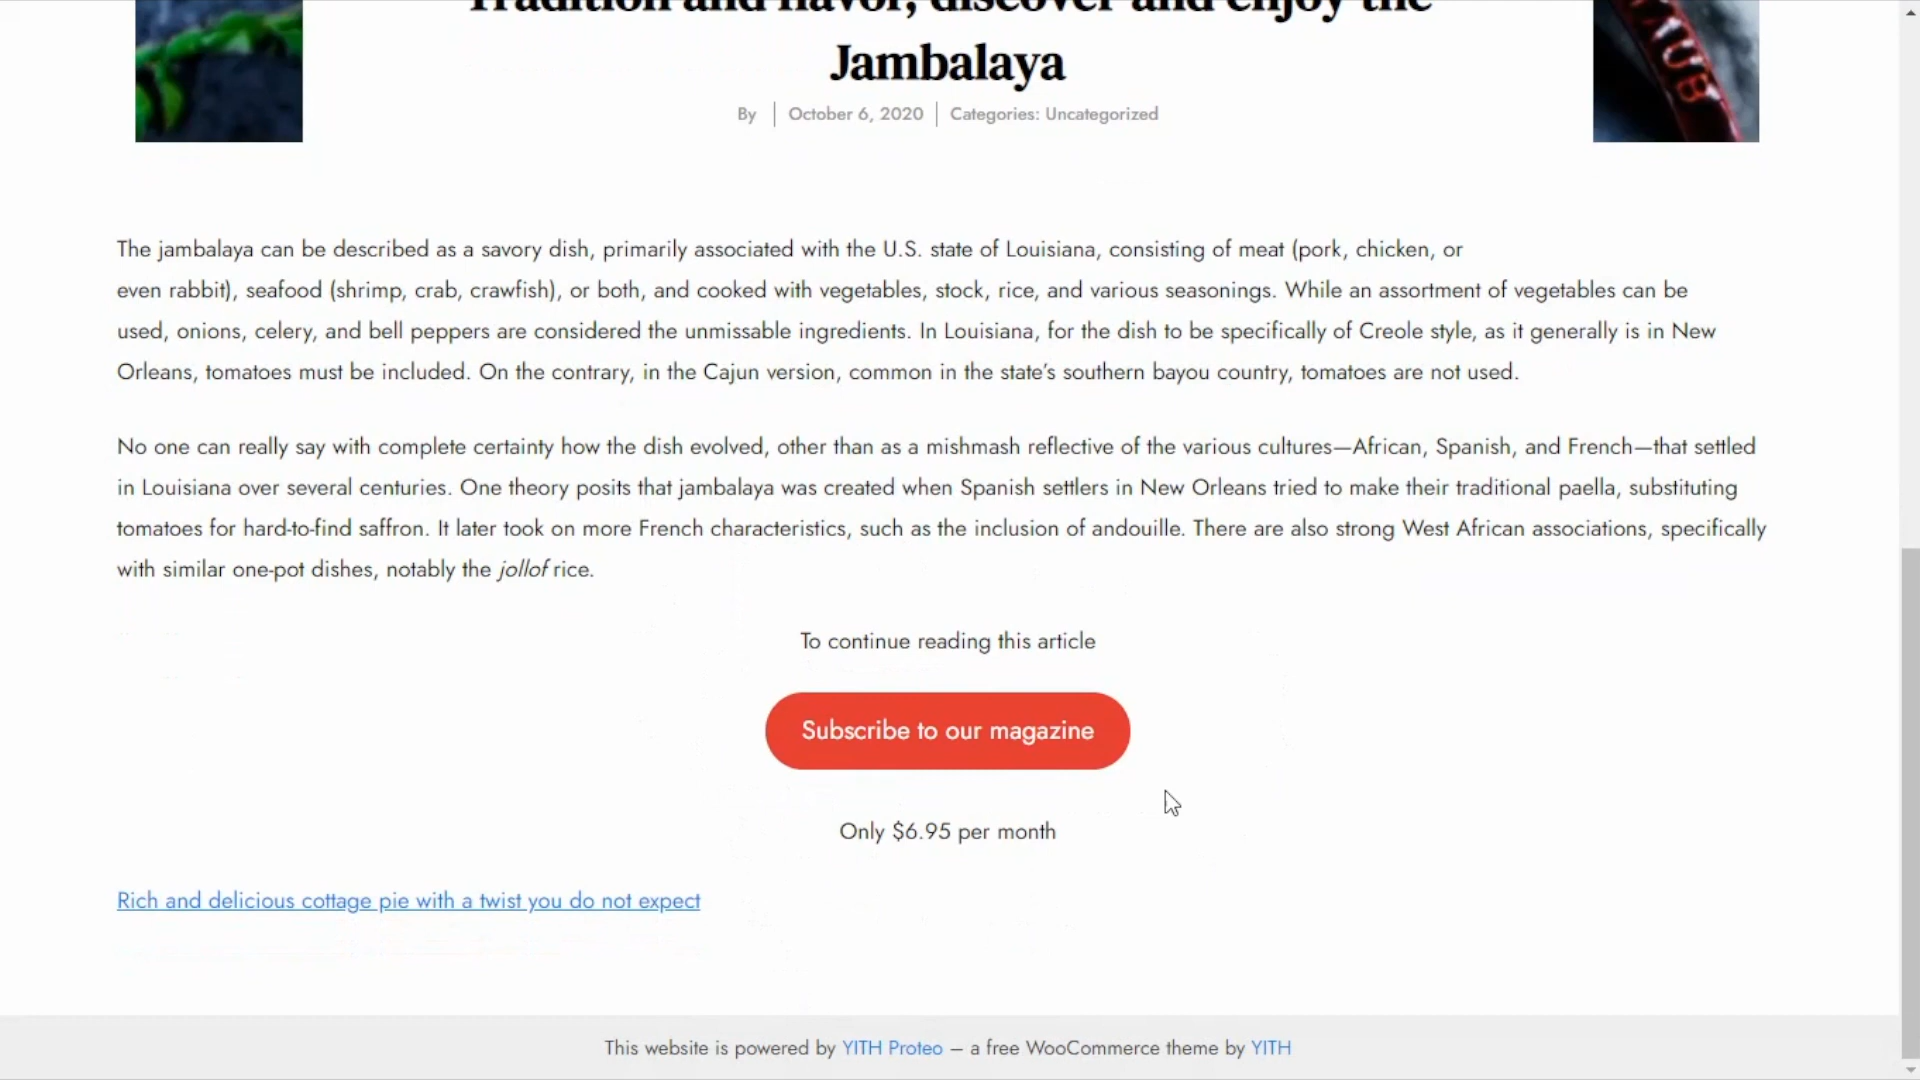 Tradition and flavor, discover and enjoy the
Jambalaya
By | October 6, 2020 | Categories: Uncategorized
The jambalaya can be described as a savory dish, primarily associated with the U.S. state of Louisiana, consisting of meat (pork, chicken, or
even rabbit), seafood (shrimp, crab, crawfish), or both, and cooked with vegetables, stock, rice, and various seasonings. While an assortment of vegetables can be
used, onions, celery, and bell peppers are considered the unmissable ingredients. In Louisiana, for the dish to be specifically of Creole style, as it generally is in New
Orleans, tomatoes must be included. On the contrary, in the Cajun version, common in the state's southern bayou country, tomatoes are not used.
No one can really say with complete certainty how the dish evolved, other than as a mishmash reflective of the various cultures—African, Spanish, and French—that settled
in Louisiana over several centuries. One theory posits that jambalaya was created when Spanish settlers in New Orleans tried to make their traditional paella, substituting
tomatoes for hard-to-find saffron. It later took on more French characteristics, such as the inclusion of andouille. There are also strong West African associations, specifically
with similar one-pot dishes, notably the jollof rice.
To continue reading this article
Subscribe to our magazine
Only $6.95 per month
Rich and delicious cottage pie with a twist you do not expect
This website is powered by YITH Proteo – a free WooCommerce theme by YITH